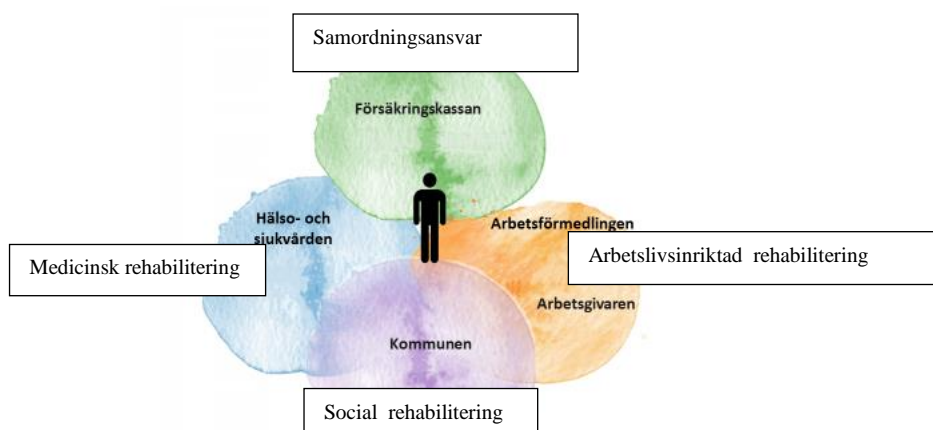 Samordningsansvar
Försäkringskassan
Hälso- och
sjukvården
Arbetsförmedlingen
Medicinsk rehabilitering
Arbetslivsinriktad rehabilitering
Arbetsgivaren
Kommunen
Social rehabilitering